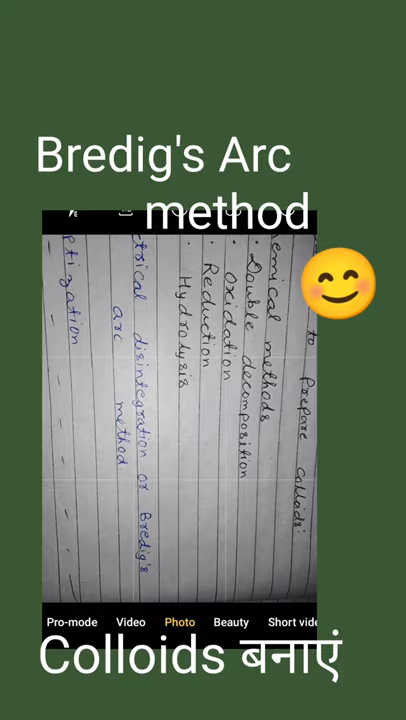 Bredig's Arc
method
to prepare colloids:
emical methods
• Double decomposition
• Oxidation
• Reduction
• Hydrolysis
ctrical disintegration or Bredig's
arc method
ptization
Pro-mode Video Photo Beauty Short vide
Colloids बनाएं